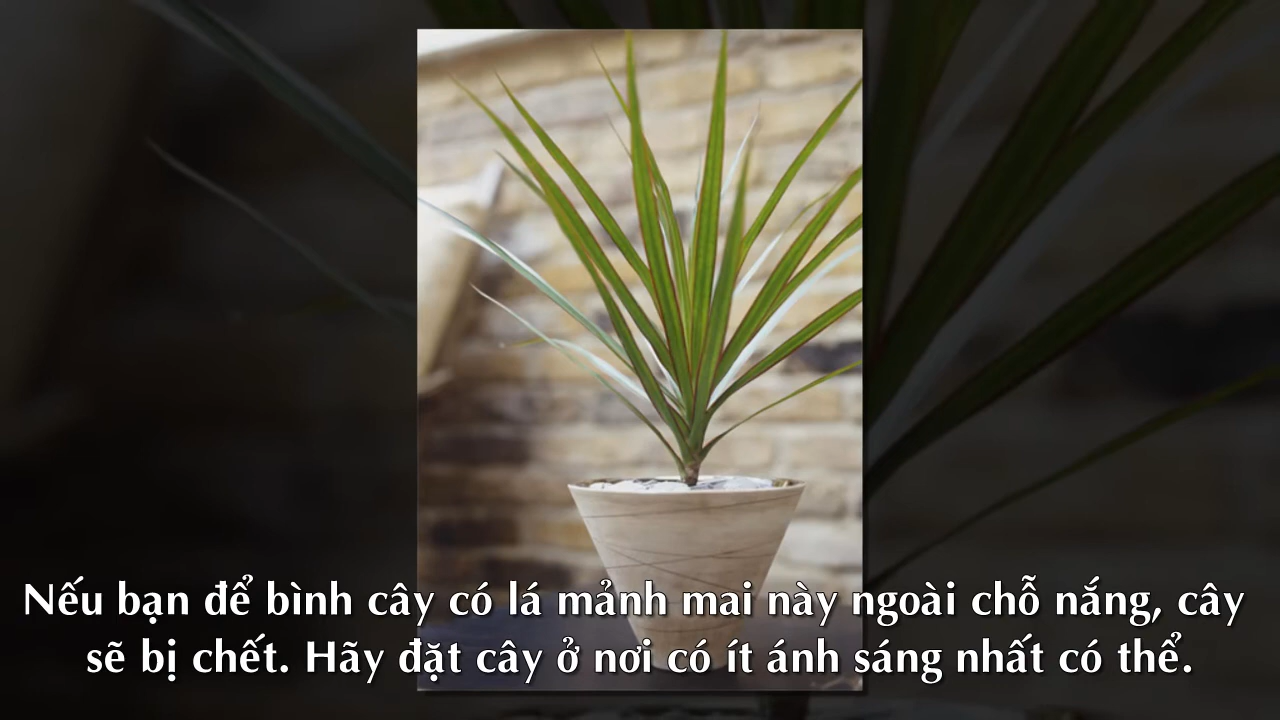 Nếu bạn để bình cây có lá mảnh mai này ngoài chỗ nắng, cây
sẽ bị chết. Hãy đặt cây ở nơi có ít ánh sáng nhất có thể.